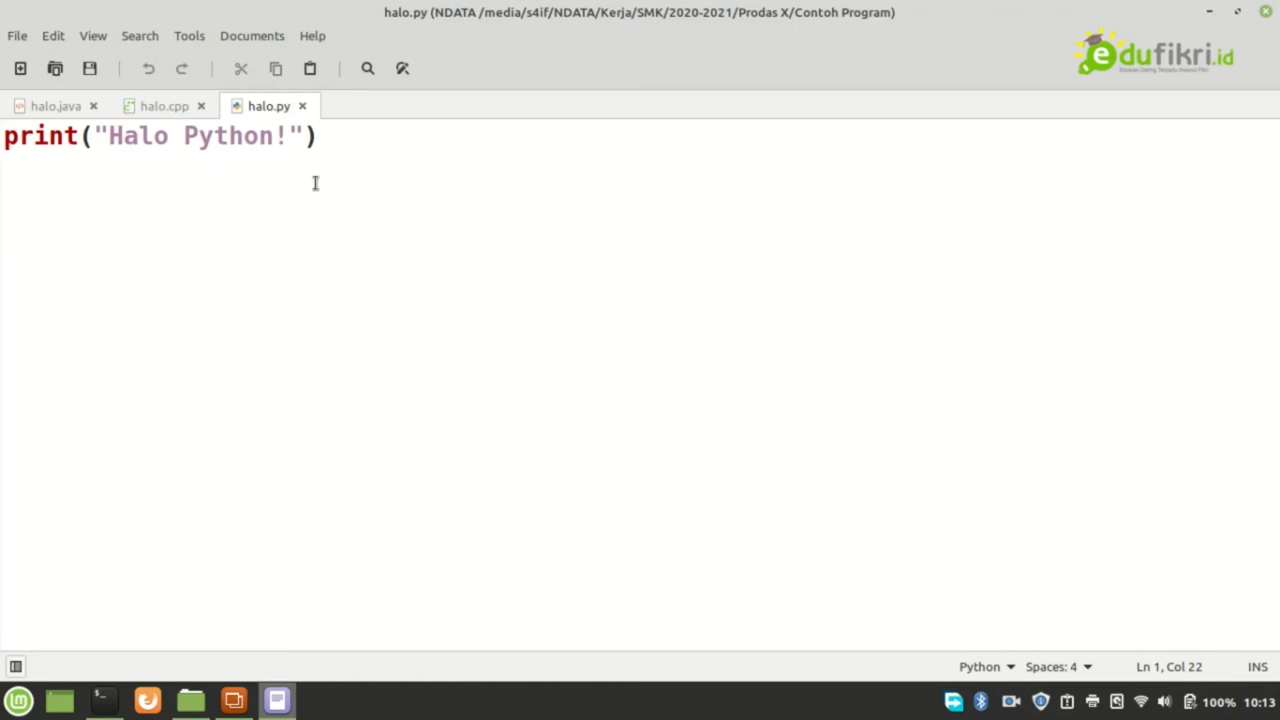 halo.py (NDATA /media/s4if/NDATA/Kerja/SMK/2020-2021/Prodas X/Contoh Program)
File Edit View Search Tools Documents Help
edufikri.id
halo.java halo.cpp halo.py
print("Halo Python!")
Python Spaces: 4 Ln 1, Col 22 INS
100% 10:13